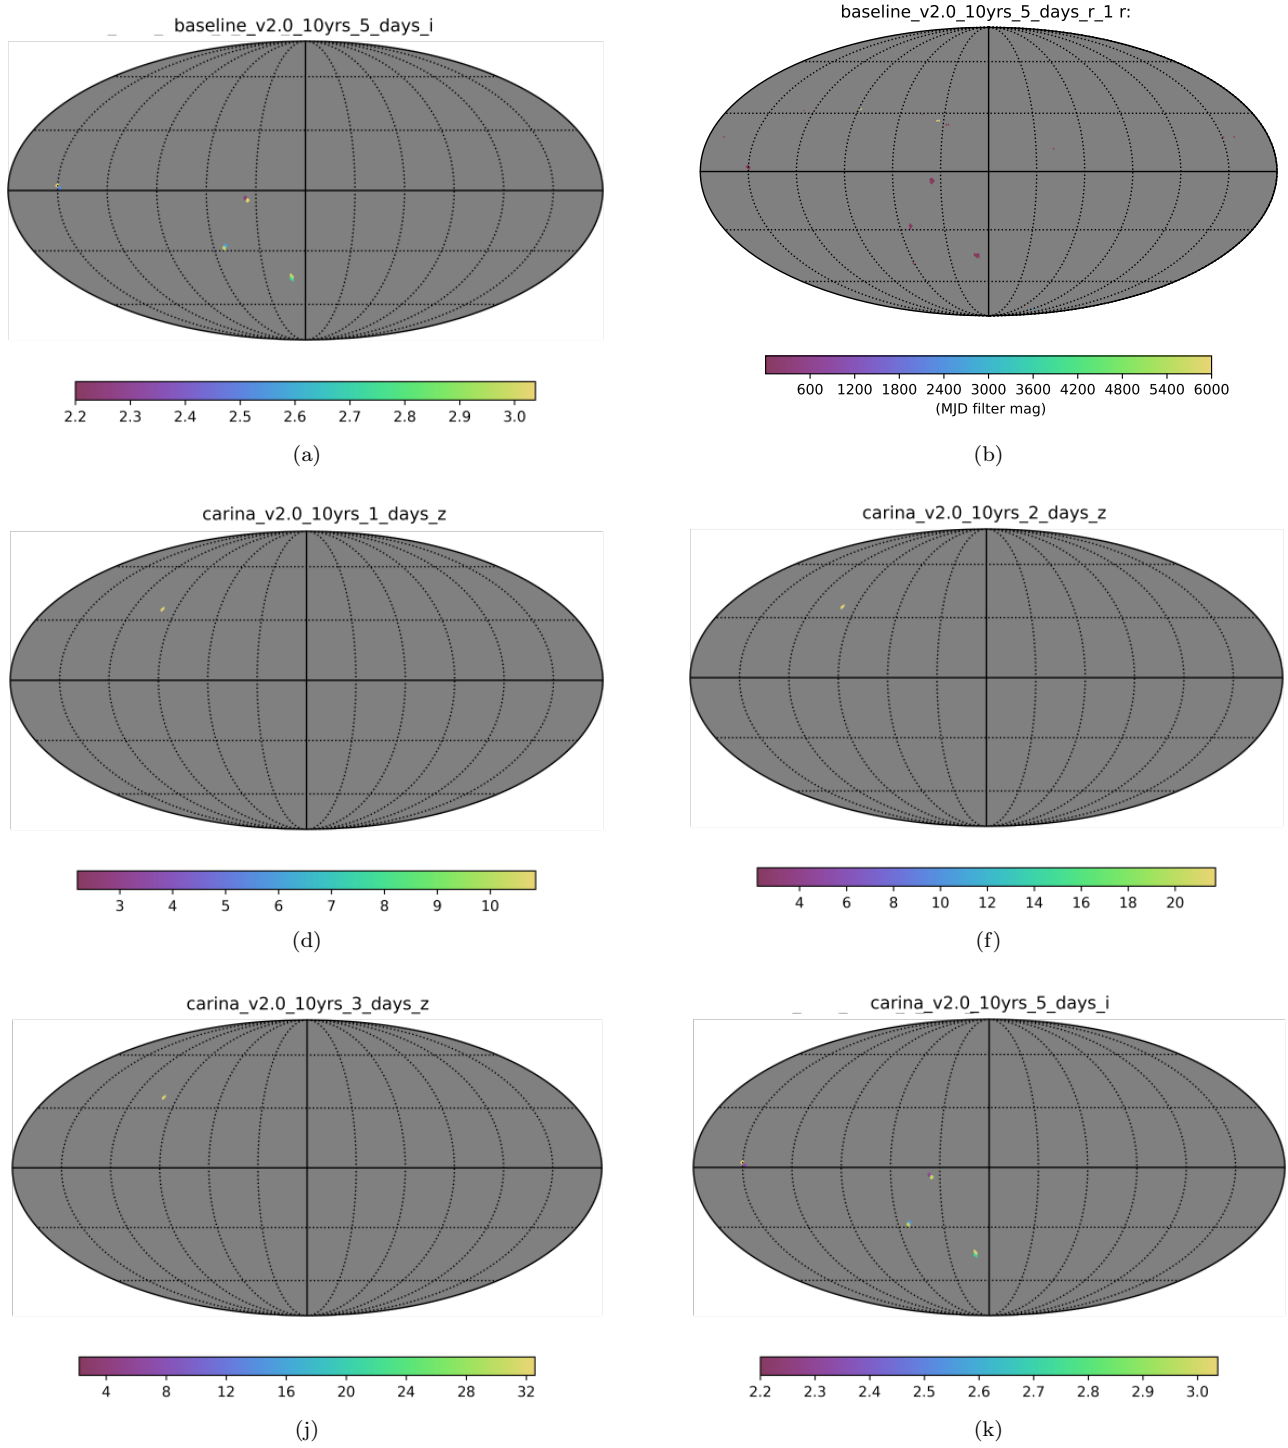 baseline_v2.0_10yrs_5_days_i
baseline_v2.0_10yrs_5_days_r_1 r:
2.2 2.3 2.4 2.5 2.6 2.7 2.8 2.9 3.0
600 1200 1800 2400 3000 3600 4200 4800 5400 6000
(MJD filter mag)
(a)
(b)
carina_v2.0_10yrs_1_days_z
carina_v2.0_10yrs_2_days_z
3 4 5 6 7 8 9 10
4 6 8 10 12 14 16 18 20
(d)
(f)
carina_v2.0_10yrs_3_days_z
carina_v2.0_10yrs_5_days_i
4 8 12 16 20 24 28 32
2.2 2.3 2.4 2.5 2.6 2.7 2.8 2.9 3.0
(j)
(k)